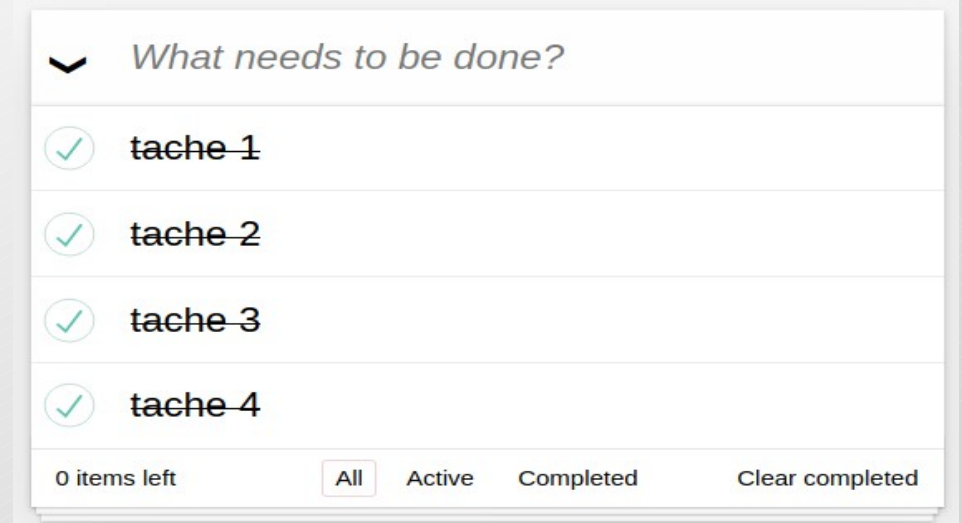 What needs to be done?
tache 1
tache 2
tache 3
tache 4
0 items left All Active Completed Clear completed